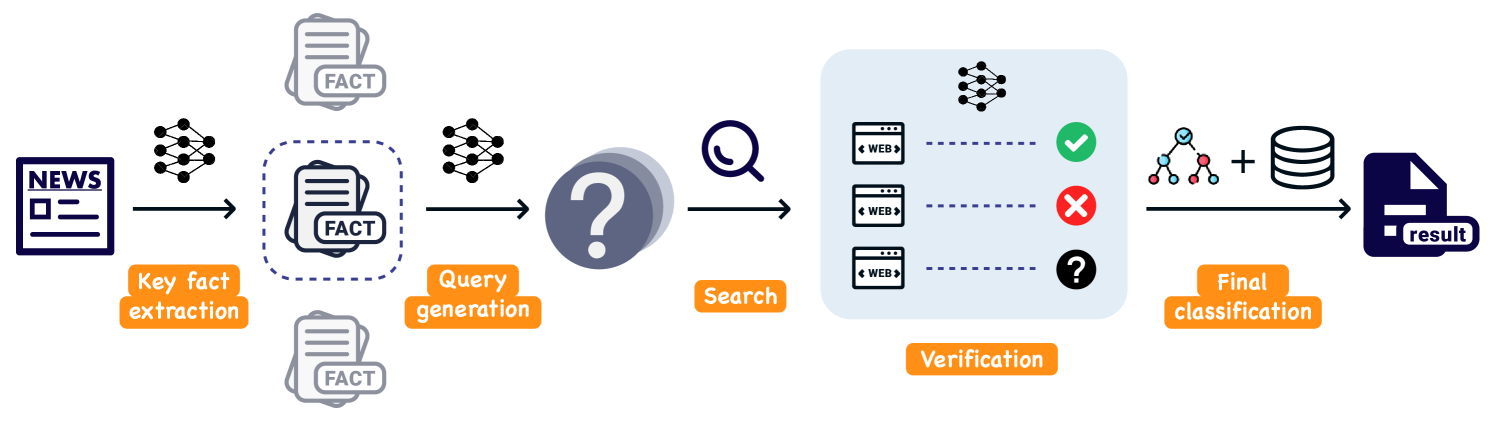 FACT
NEWS
FACT
FACT
Key fact
extraction
Query
generation
Search
WEB
WEB
WEB
Verification
Final
classification
result